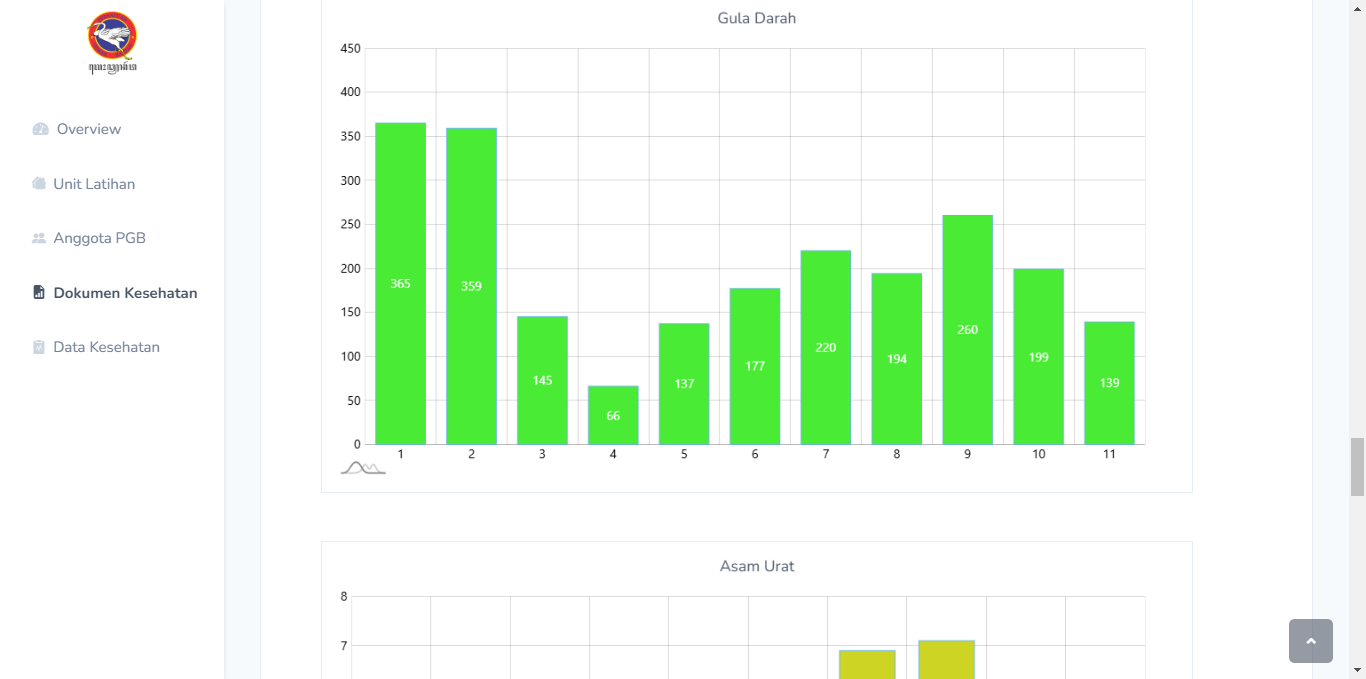 Overview
Unit Latihan
Anggota PGB
Dokumen Kesehatan
Data Kesehatan
Gula Darah
450
400
350
300
250
200
150
100
50
0
365
359
145
66
137
177
220
194
260
199
139
1 2 3 4 5 6 7 8 9 10 11
Asam Urat
8
7